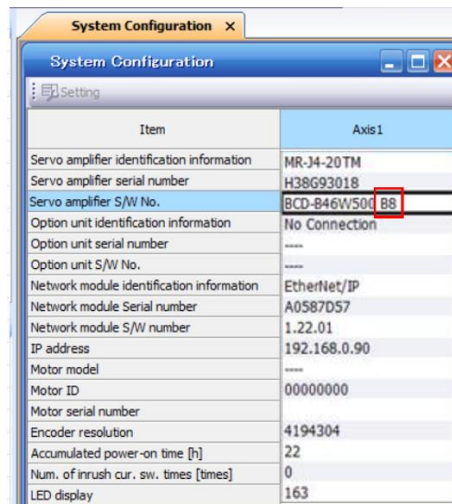 System Configuration x
System Configuration
Setting
Item Axis1
Servo amplifier identification information MR-J4-20TM
Servo amplifier serial number H38G93018
Servo amplifier S/W No. BCD-B46W500 B8
Option unit identification information No Connection
Option unit serial number ----
Option unit S/W No. ----
Network module identification information EtherNet/IP
Network module Serial number A0587D57
Network module S/W number 1.22.01
IP address 192.168.0.90
Motor model ----
Motor ID 00000000
Motor serial number
Encoder resolution 4194304
Accumulated power-on time [h] 22
Num. of inrush cur. sw. times [times] 0
LED display 163